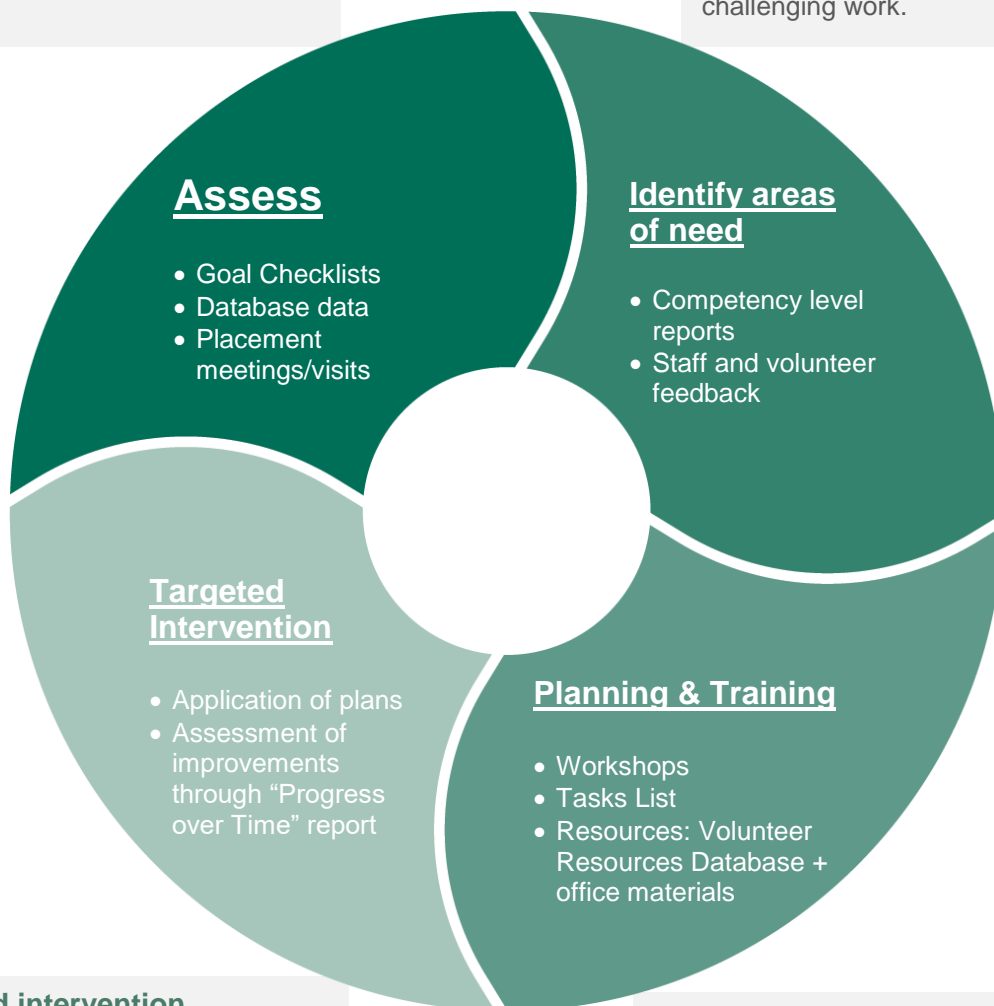 challenging work.
Assess
• Goal Checklists
• Database data
• Placement
meetings/visits
Identify areas
of need
• Competency level
reports
• Staff and volunteer
feedback
Targeted
Intervention
• Application of plans
• Assessment of
improvements
through “Progress
over Time” report
Planning & Training
• Workshops
• Tasks List
• Resources: Volunteer
Resources Database +
office materials
intervention